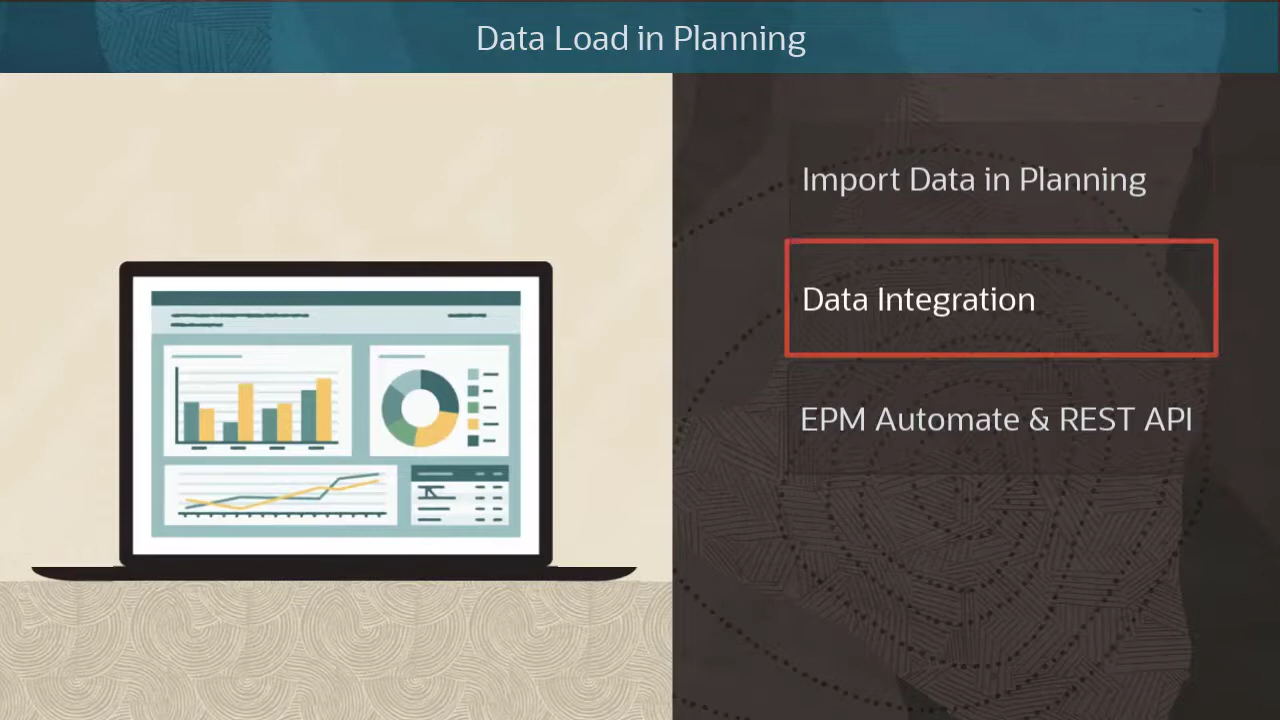 Data Load in Planning
Import Data in Planning
Data Integration
EPM Automate & REST API